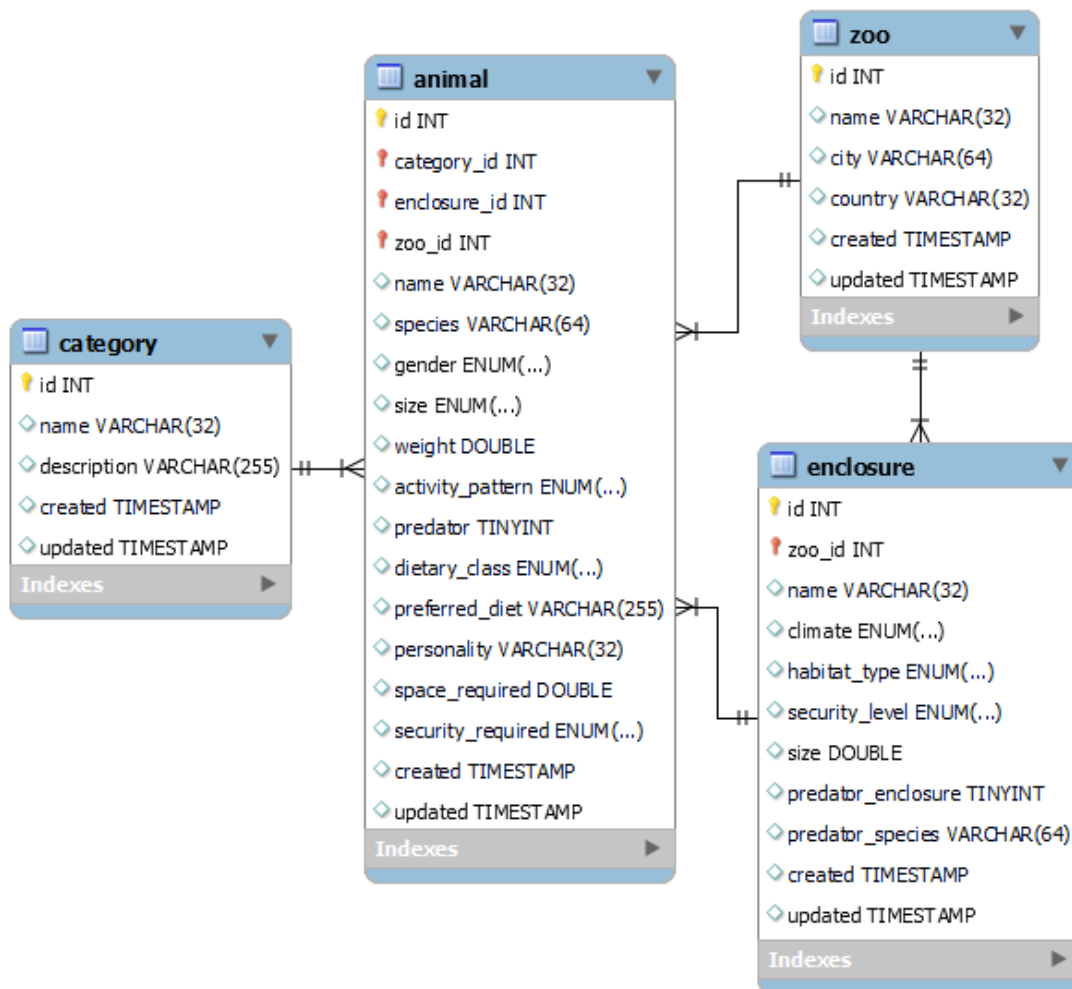 category
id INT
name VARCHAR(32)
description VARCHAR(255)
created TIMESTAMP
updated TIMESTAMP
Indexes
animal
id INT
category_id INT
enclosure_id INT
zoo_id INT
name VARCHAR(32)
species VARCHAR(64)
gender ENUM(...)
size ENUM(...)
weight DOUBLE
activity_pattern ENUM(...)
predator TINYINT
dietary_class ENUM(...)
preferred_diet VARCHAR(255)
personality VARCHAR(32)
space_required DOUBLE
security_required ENUM(...)
created TIMESTAMP
updated TIMESTAMP
Indexes
zoo
id INT
name VARCHAR(32)
city VARCHAR(64)
country VARCHAR(32)
created TIMESTAMP
updated TIMESTAMP
Indexes
enclosure
id INT
zoo_id INT
name VARCHAR(32)
climate ENUM(...)
habitat_type ENUM(...)
security_level ENUM(...)
size DOUBLE
predator_enclosure TINYINT
predator_species VARCHAR(64)
created TIMESTAMP
updated TIMESTAMP
Indexes